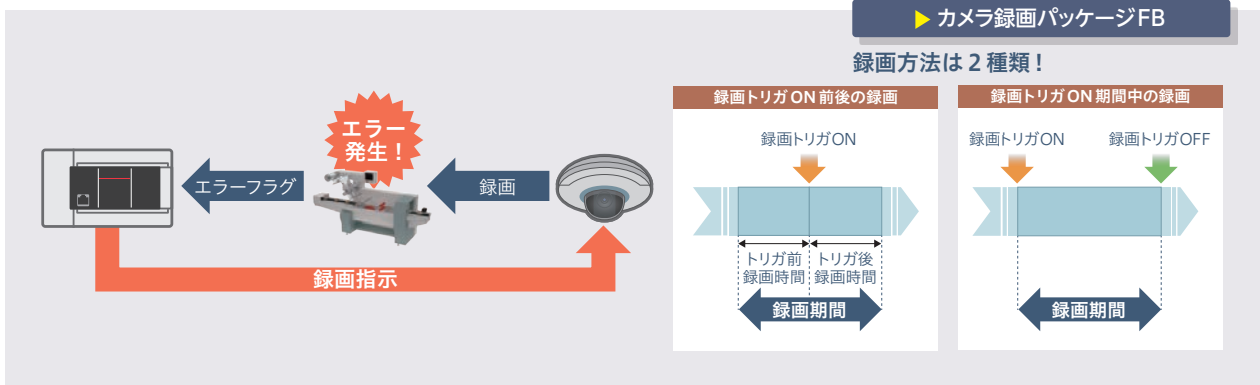 ▶ カメラ録画パッケージFB
録画方法は2種類！
エラー
発生！
エラーフラグ
録画
録画指示
録画トリガON前後の録画
録画トリガON
トリガ前
録画時間
トリガ後
録画時間
録画期間
録画トリガON期間中の録画
録画トリガON
録画トリガOFF
録画期間